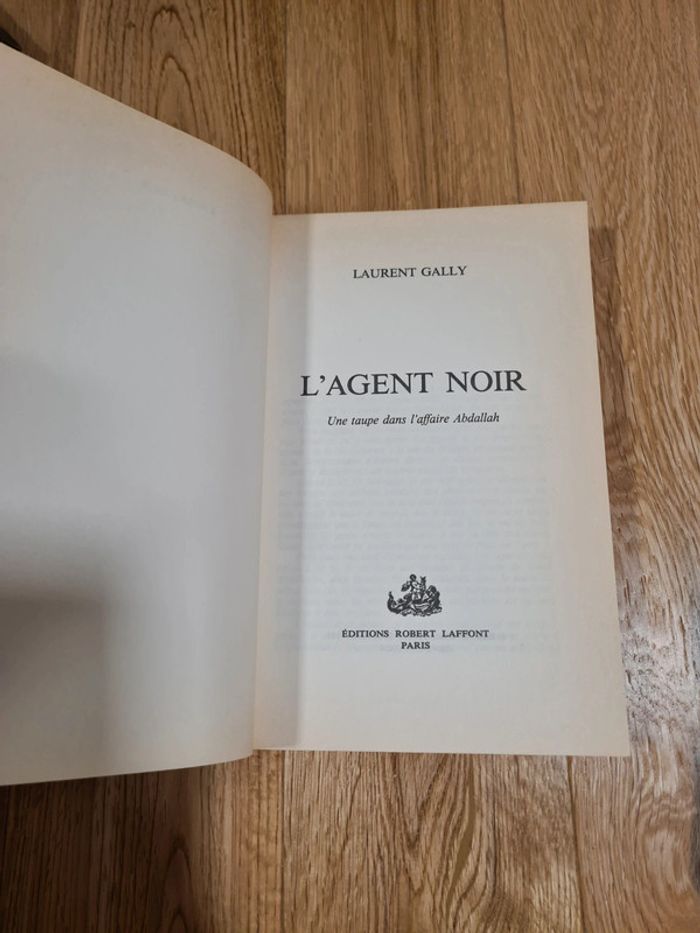 LAURENT GALLY
L'AGENT NOIR
Une taupe dans l'affaire Abdallah
ÉDITIONS ROBERT LAFFONT
PARIS